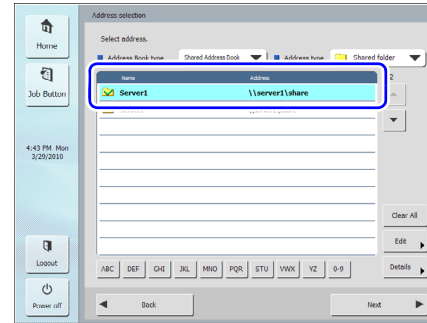 Address selection
Home
Select address.
Address Book type Shared Address Book Address type Shared folder
Name Address 2
Job Button
Server1 \\server1\share
4:43 PM Mon
3/29/2010
Clear All
Edit
Logout
ABC DEF GHI JKL MNO PQR STU VWX YZ 0-9 Details
Power off
Back Next